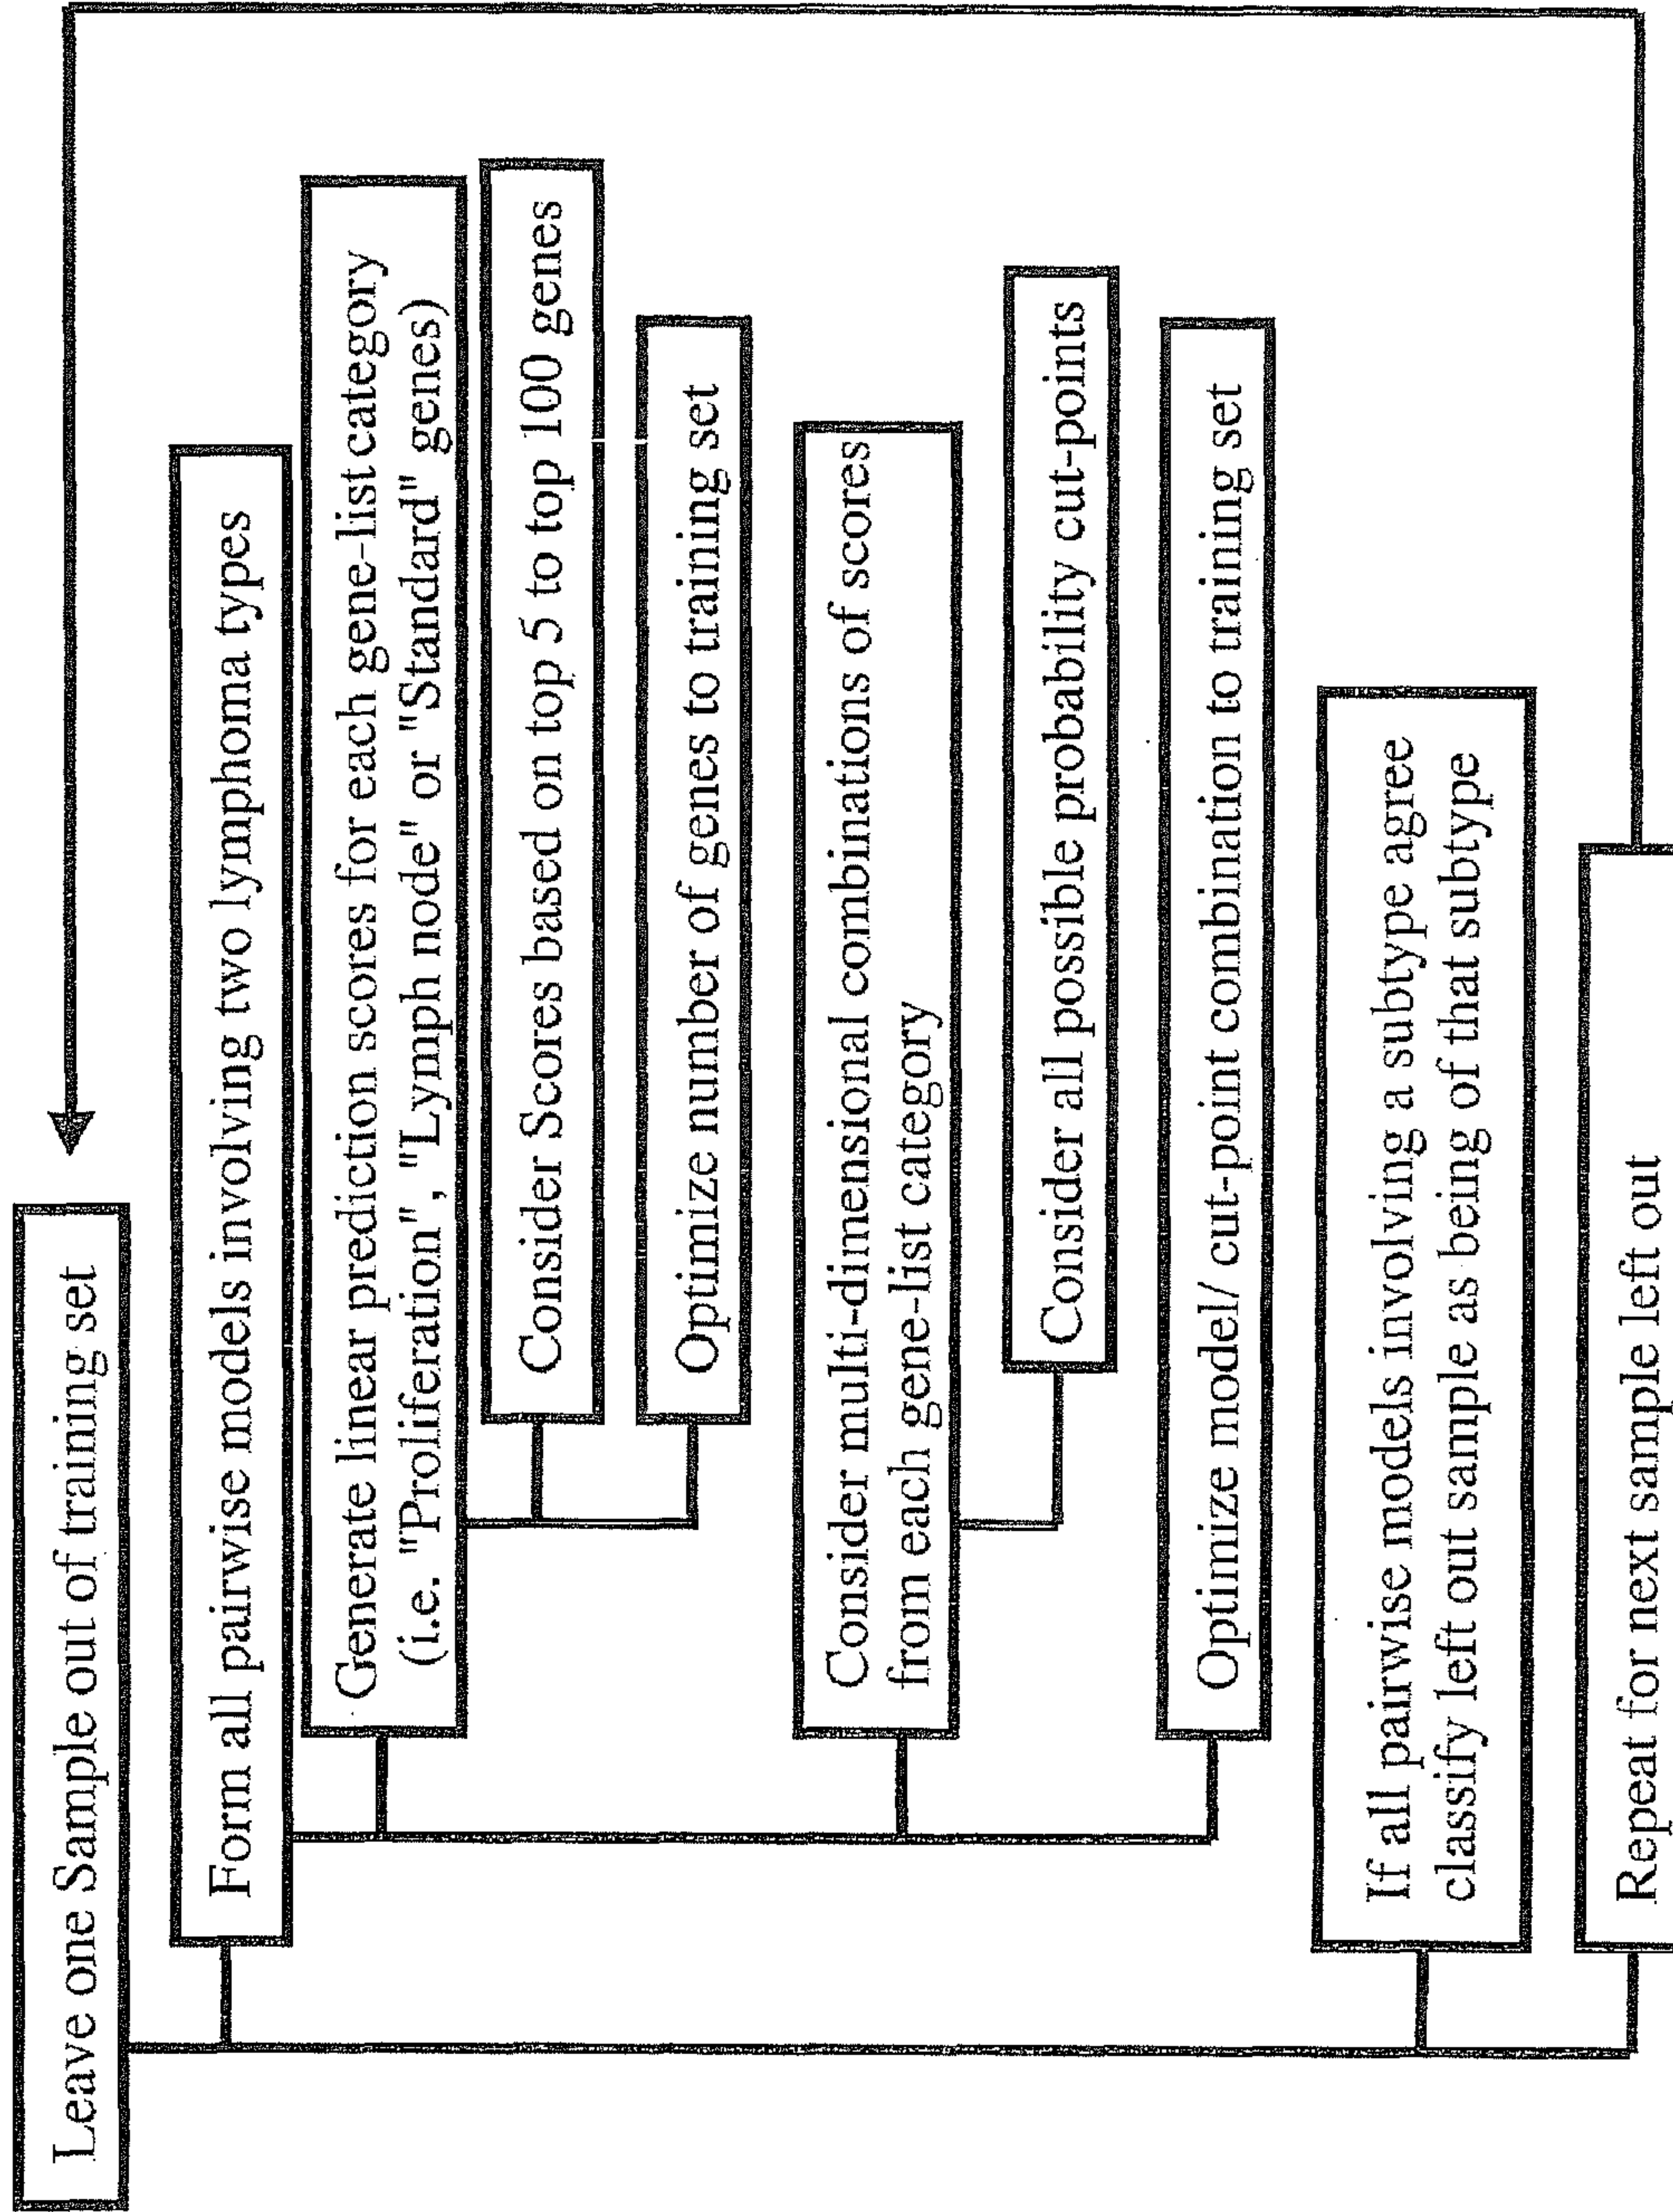 Leave one Sample out of training set
Form all pairwise models involving two lymphoma types
Generate linear prediction scores for each gene-list category
(i.e. "Proliferation", "Lymph node" or "Standard" genes)
Consider Scores based on top 5 to top 100 genes
Optimize number of genes to training set
Consider multi-dimensional combinations of scores
from each gene-list category
Consider all possible probability cut-points
Optimize model/ cut-point combination to training set
If all pairwise models involving a subtype agree
classify left out sample as being of that subtype
Repeat for next sample left out